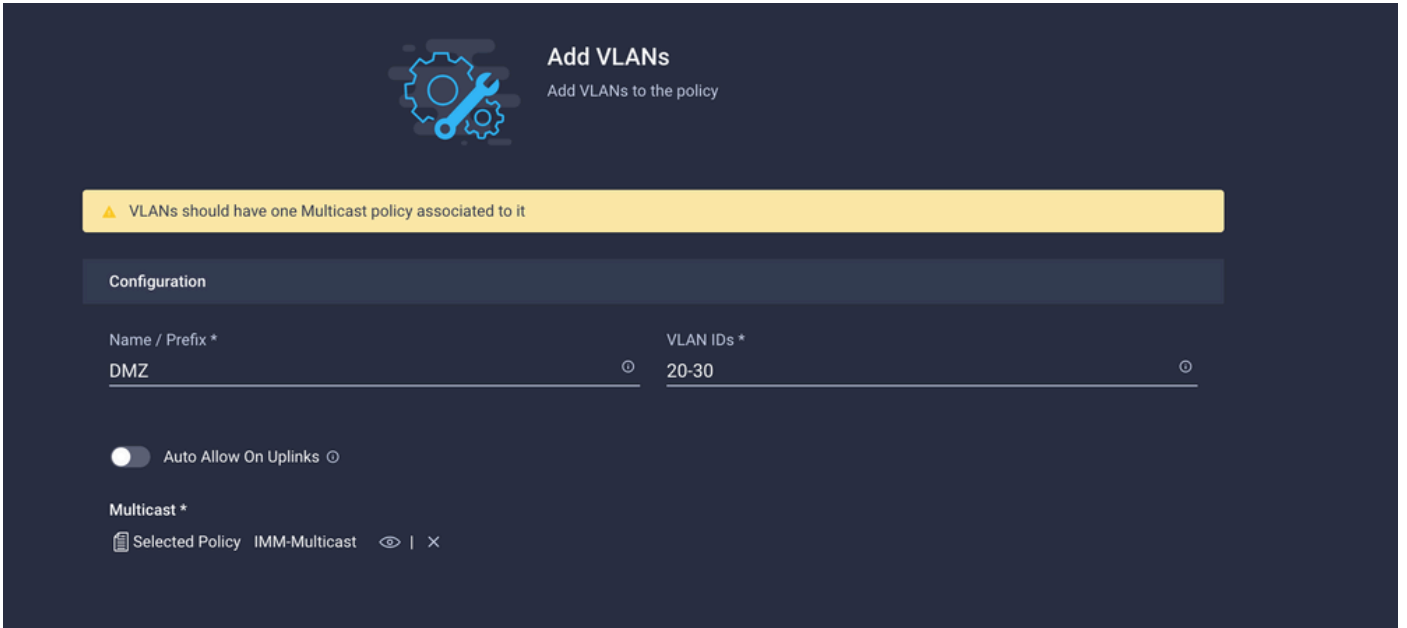 Add VLANs
Add VLANs to the policy
VLANs should have one Multicast policy associated to it
Configuration
Name / Prefix *
VLAN IDs *
DMZ
20-30
Auto Allow On Uplinks
Multicast *
Selected Policy IMM-Multicast |